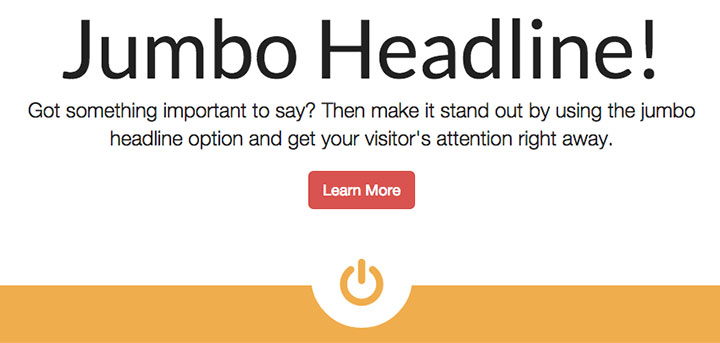 Jumbo Headline!
Got something important to say? Then make it stand out by using the jumbo
headline option and get your visitor's attention right away.
Learn More